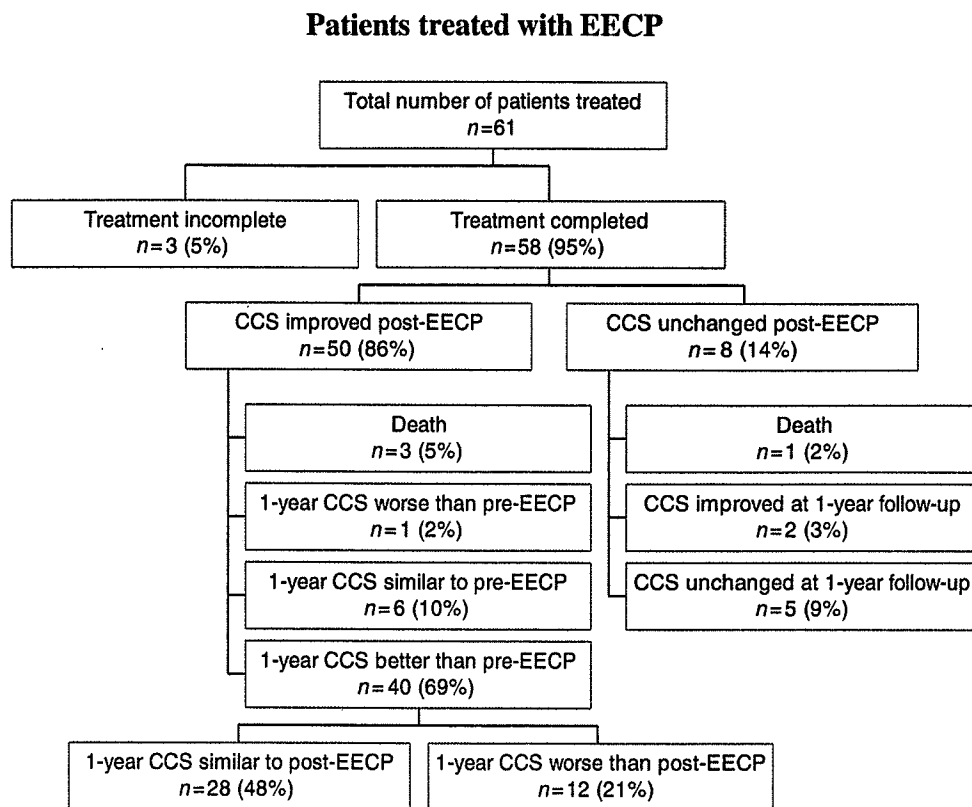 Patients treated with EECP
Total number of patients treated
n=61
Treatment incomplete
n=3 (5%)
Treatment completed
n=58 (95%)
CCS improved post-EECP
n=50 (86%)
CCS unchanged post-EECP
n=8 (14%)
Death
n=3 (5%)
1-year CCS worse than pre-EECP
n=1 (2%)
1-year CCS similar to pre-EECP
n=6 (10%)
1-year CCS better than pre-EECP
n=40 (69%)
Death
n=1 (2%)
CCS improved at 1-year follow-up
n=2 (3%)
CCS unchanged at 1-year follow-up
n=5 (9%)
1-year CCS similar to post-EECP
n=28 (48%)
1-year CCS worse than post-EECP
n=12 (21%)